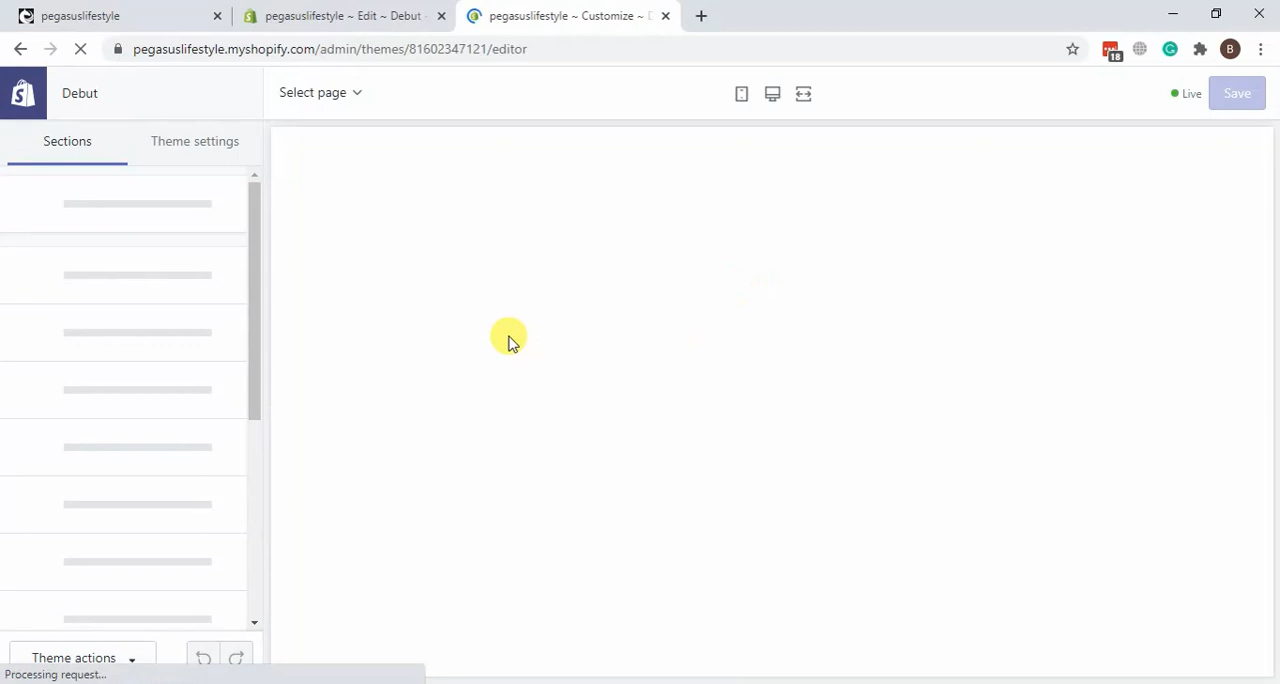 pegasuslifestyle
pegasuslifestyle ~ Edit ~ Debut
pegasuslifestyle ~ Customize ~
pegasuslifestyle.myshopify.com/admin/themes/81602347121/editor
18
B
Debut
Select page
Live
Save
Sections
Theme settings
Theme actions
Processing request...